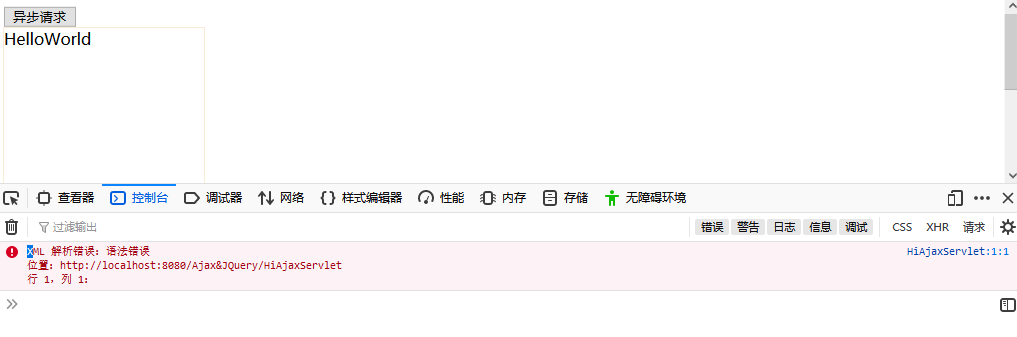 异步请求
HelloWorld
查看器 控制台 调试器 网络 样式编辑器 性能 内存 存储 无障碍环境
过滤输出 错误 警告 日志 信息 调试 CSS XHR 请求
XML 解析错误：语法错误 HiAjaxServlet:1:1
位置：http://localhost:8080/Ajax&JQuery/HiAjaxServlet
行 1，列 1：